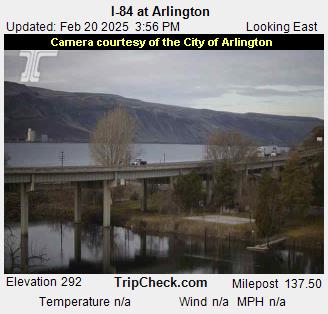 I-84 at Arlington
Updated: Feb 20 2025 3:56 PM Looking East
Camera courtesy of the City of Arlington
Elevation 292 TripCheck.com Milepost 137.50
Temperature n/a Wind n/a MPH n/a